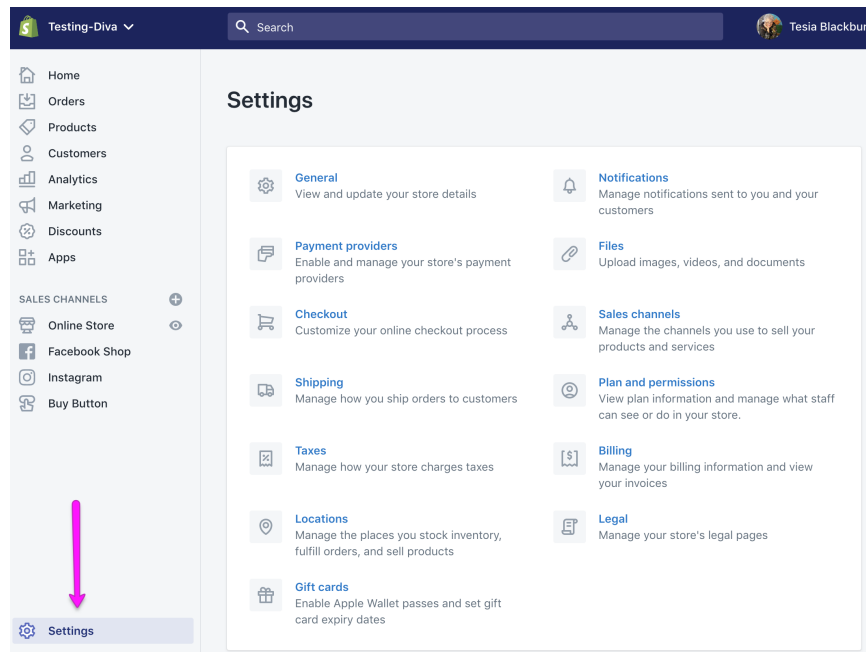 Testing-Diva
Search
Tesia Blackbur
Home
Orders
Products
Customers
Analytics
Marketing
Discounts
Apps
SALES CHANNELS
Online Store
Facebook Shop
Instagram
Buy Button
Settings
Settings
General
View and update your store details
Payment providers
Enable and manage your store's payment
providers
Checkout
Customize your online checkout process
Shipping
Manage how you ship orders to customers
Taxes
Manage how your store charges taxes
Locations
Manage the places you stock inventory,
fulfill orders, and sell products
Gift cards
Enable Apple Wallet passes and set gift
card expiry dates
Notifications
Manage notifications sent to you and your
customers
Files
Upload images, videos, and documents
Sales channels
Manage the channels you use to sell your
products and services
Plan and permissions
View plan information and manage what staff
can see or do in your store.
Billing
Manage your billing information and view
your invoices
Legal
Manage your store's legal pages